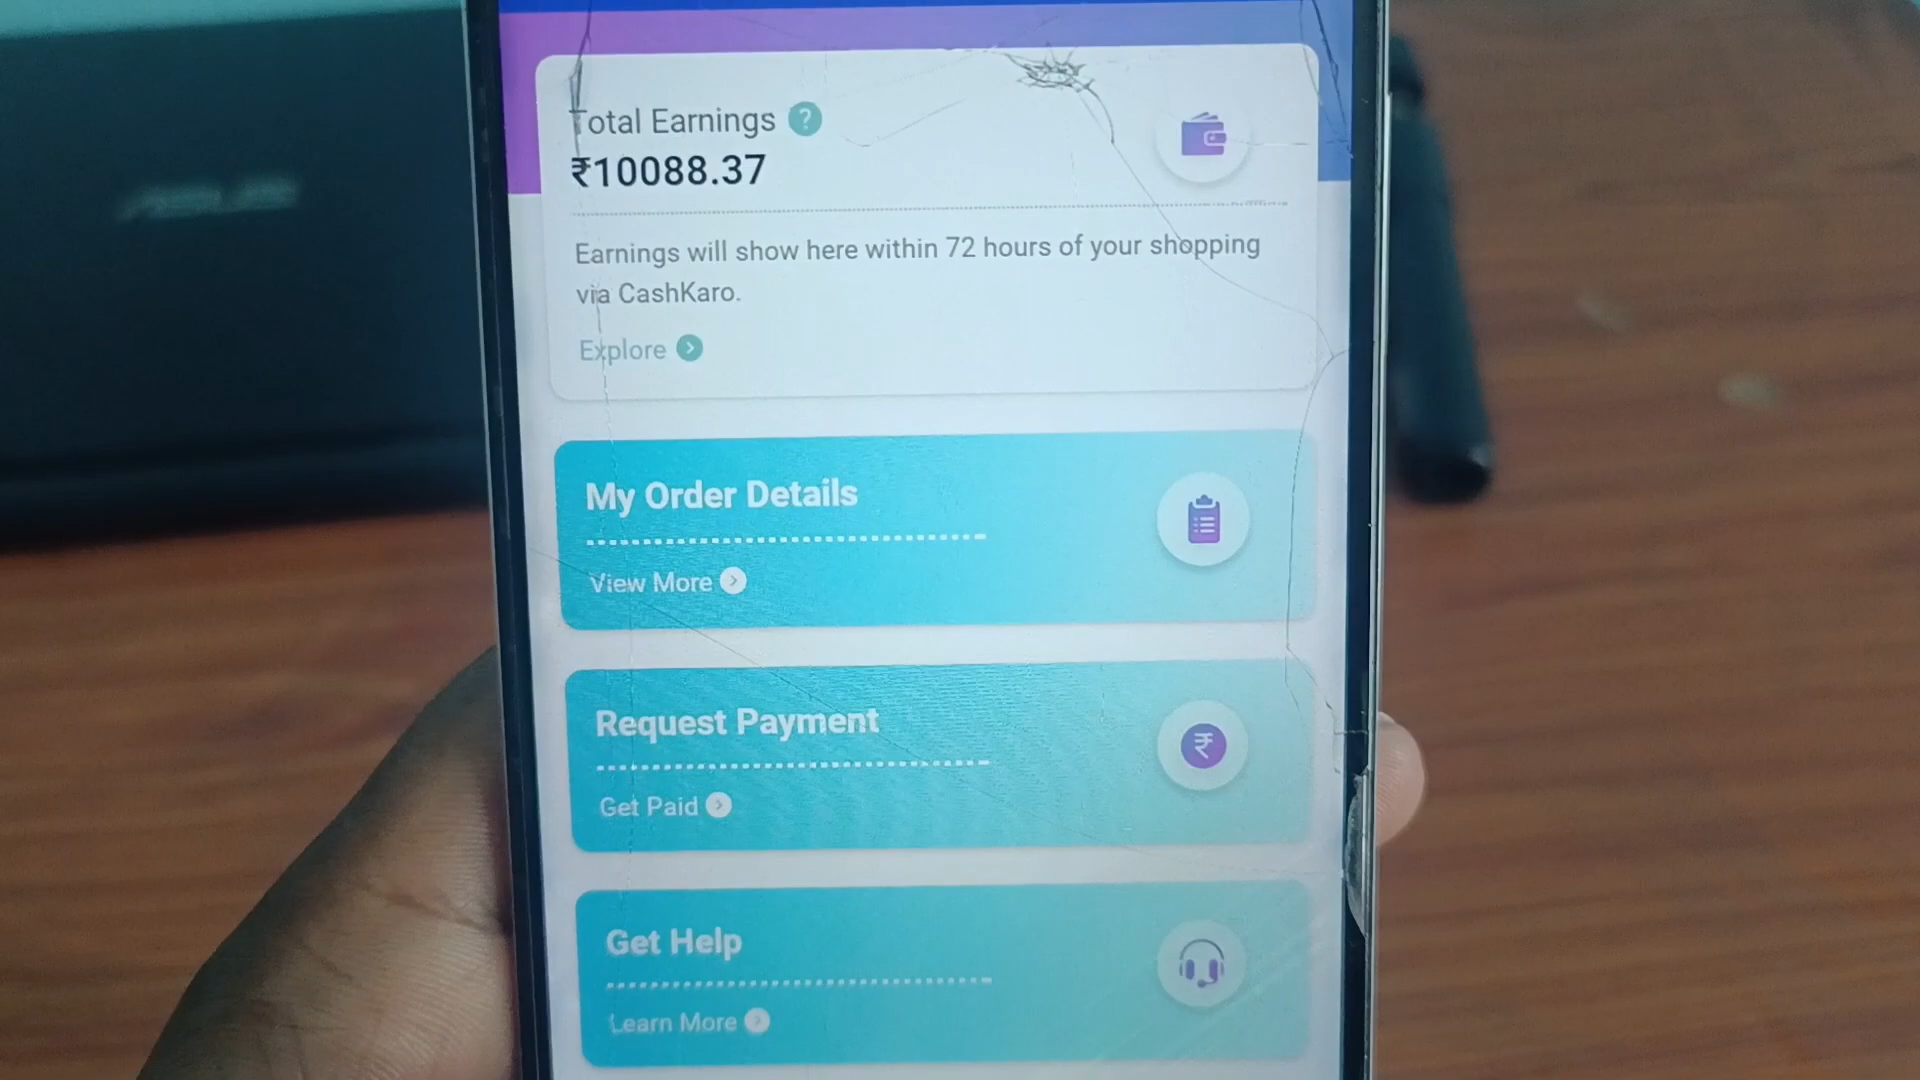 Total Earnings ?
₹10088.37
Earnings will show here within 72 hours of your shopping
via CashKaro.
Explore
My Order Details
View More
Request Payment
₹
Get Paid
Get Help
Learn More